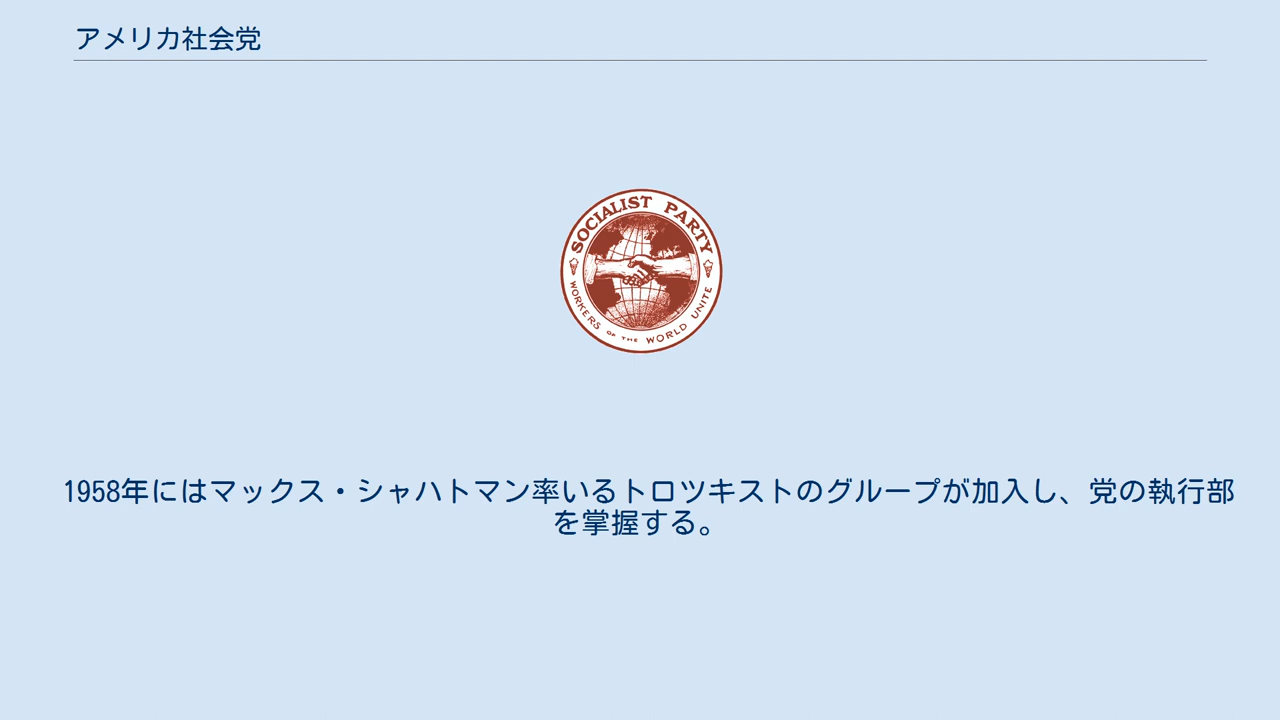 アメリカ社会党
SOCIALIST PARTY
WORKERS OF THE WORLD UNITE
1958年にはマックス・シャハトマン率いるトロツキストのグループが加入し、党の執行部
を掌握する。